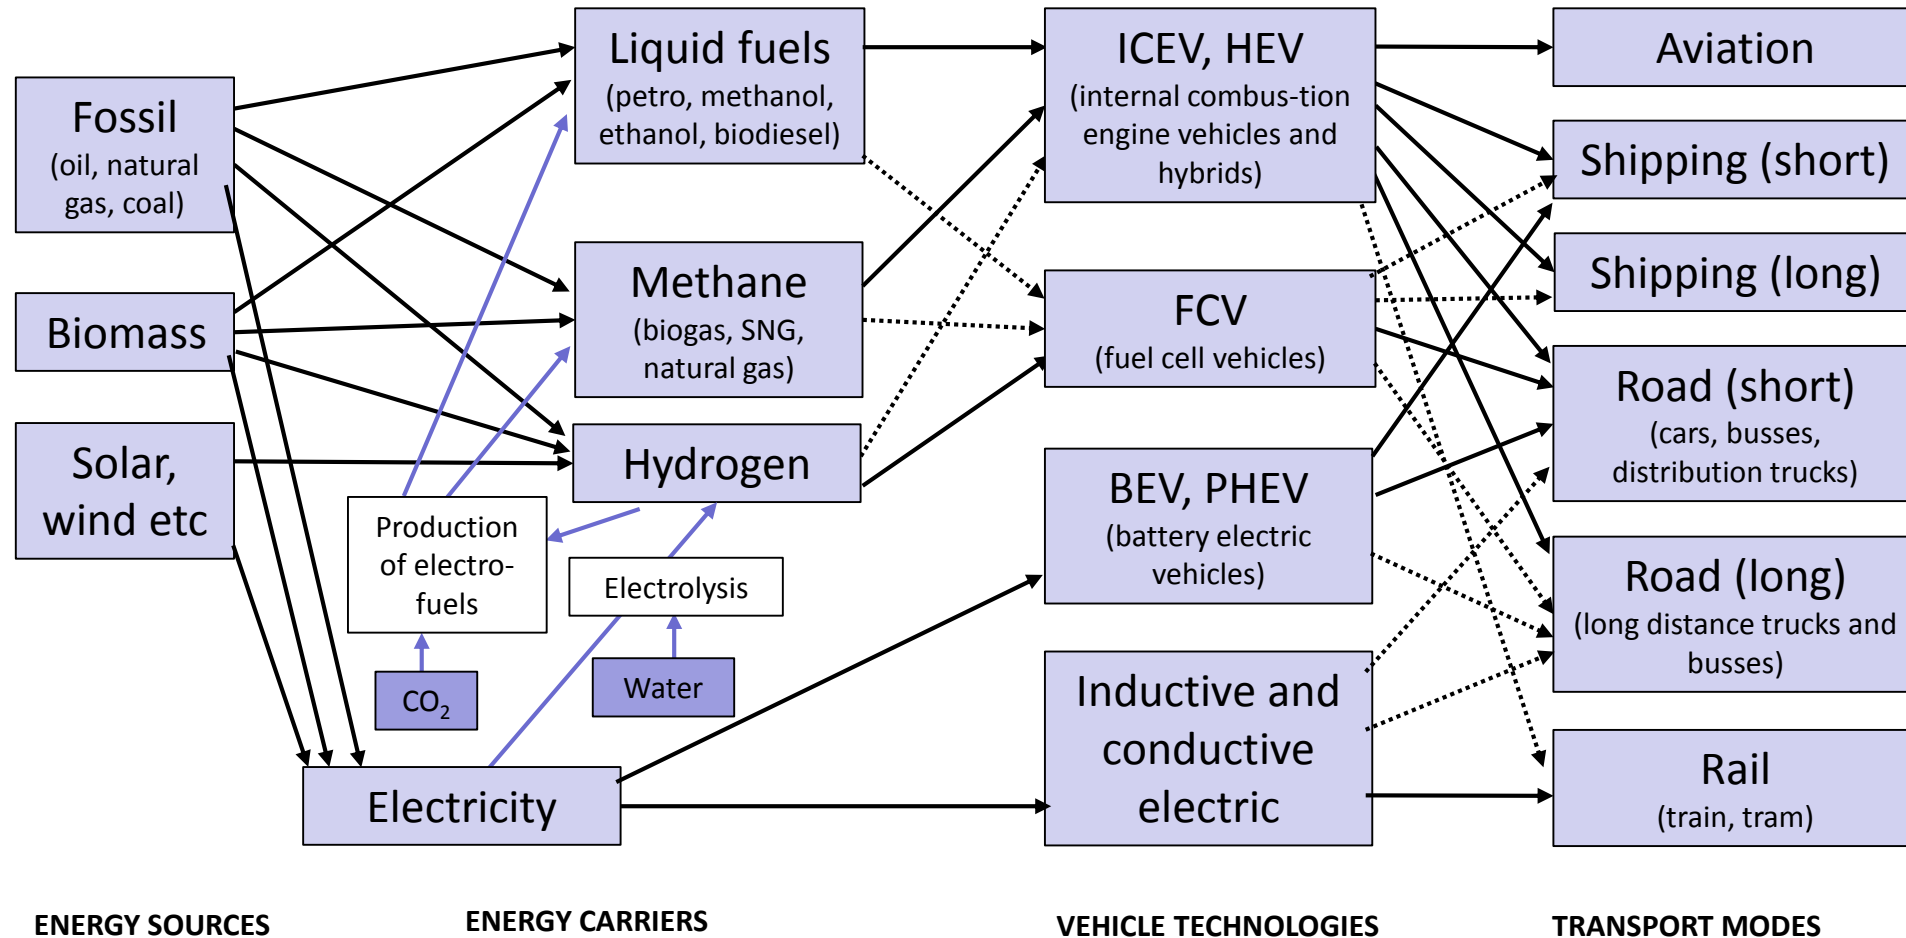 Fossil
(oil, natural
gas, coal)
Biomass
Solar,
wind etc
ENERGY SOURCES
Liquid fuels
(petro, methanol,
ethanol, biodiesel)
Methane
(biogas, SNG,
natural gas)
Hydrogen
Production
of electro-
fuels
Electrolysis
CO₂
Water
Electricity
ENERGY CARRIERS
ICEV, HEV
(internal combus-tion
engine vehicles and
hybrids)
FCV
(fuel cell vehicles)
BEV, PHEV
(battery electric
vehicles)
Inductive and
conductive
electric
VEHICLE TECHNOLOGIES
Aviation
Shipping (short)
Shipping (long)
Road (short)
(cars, busses,
distribution trucks)
Road (long)
(long distance trucks and
busses)
Rail
(train, tram)
TRANSPORT MODES